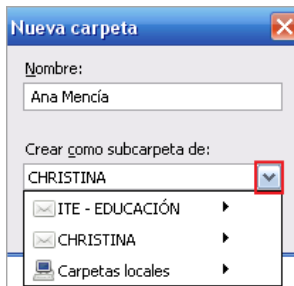 Nueva carpeta
Nombre:
Ana Mencía
Crear como subcarpeta de:
CHRISTINA
ITE - EDUCACIÓN
CHRISTINA
Carpetas locales